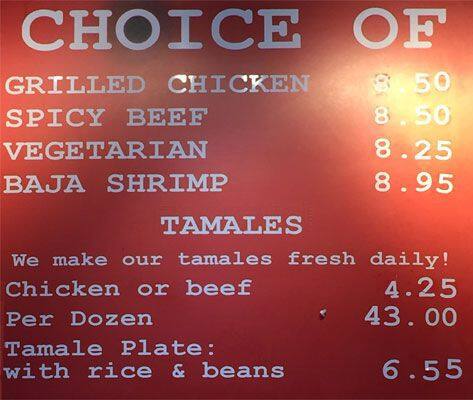 CHOICE OF
GRILLED CHICKEN 8.50
SPICY BEEF 8.50
VEGETARIAN 8.25
BAJA SHRIMP 8.95
TAMALES
We make our tamales fresh daily!
Chicken or beef 4.25
Per Dozen 43.00
Tamale Plate:
with rice & beans 6.55